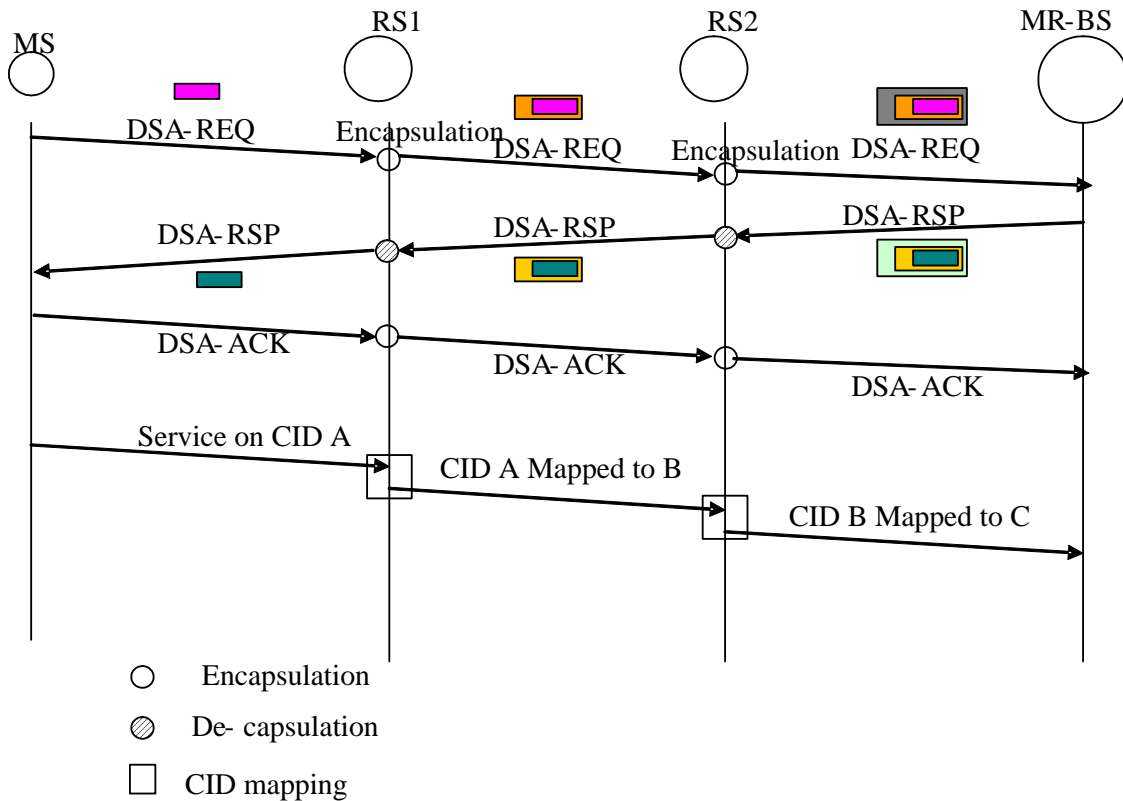 MS
RS1
RS2
MR-BS
DSA-REQ
Encapsulation
DSA-REQ
Encapsulation
DSA-REQ
DSA-RSP
DSA-RSP
DSA-RSP
DSA-ACK
DSA-ACK
DSA-ACK
Service on CID A
CID A Mapped to B
CID B Mapped to C
Encapsulation
De- capsulation
CID mapping